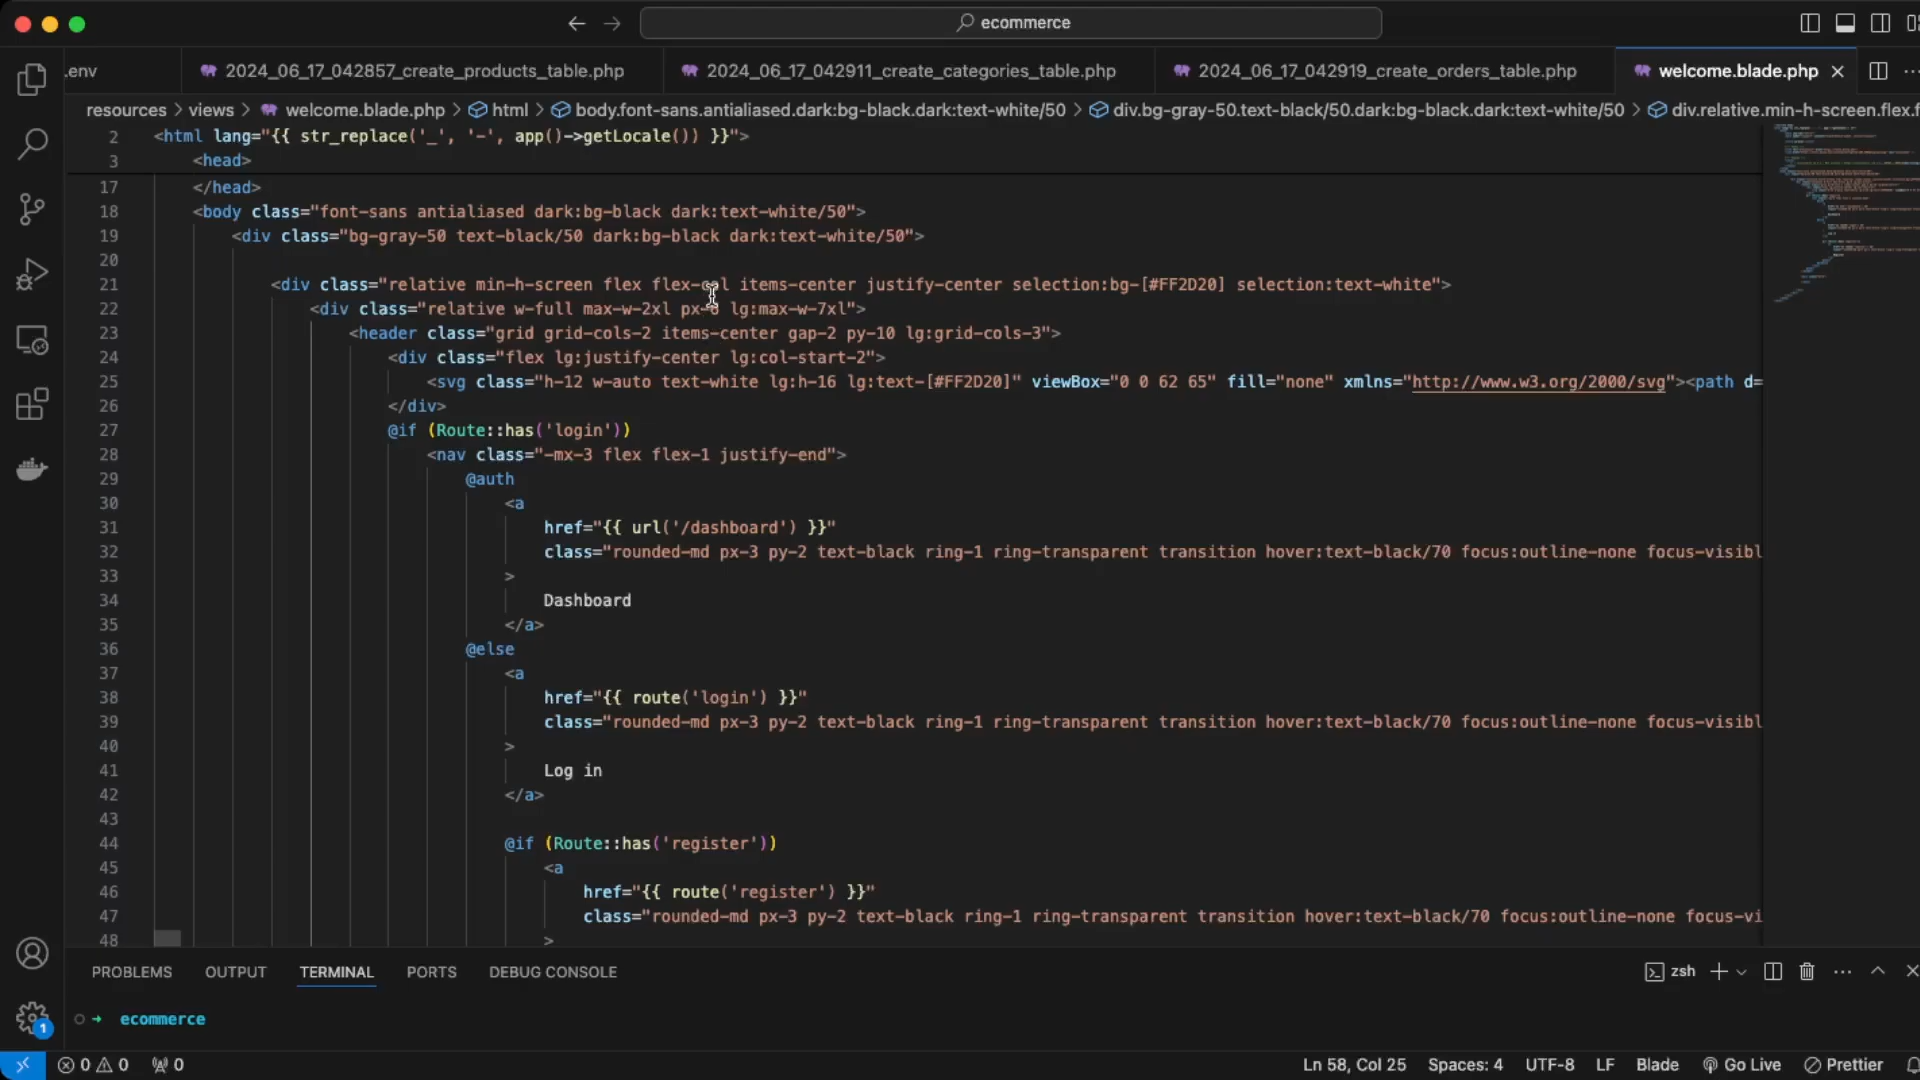 ecommerce
.env 2024_06_17_042857_create_products_table.php 2024_06_17_042911_create_categories_table.php 2024_06_17_042919_create_orders_table.php welcome.blade.php
resources > views > welcome.blade.php > html > body.font-sans.antialiased.dark:bg-black.dark:text-white/50 > div.bg-gray-50.text-black/50.dark:bg-black.dark:text-white/50 > div.relative.min-h-screen.flex.f
2 <html lang="{{ str_replace('_', '-', app()->getLocale()) }}">
3 <head>
17 </head>
18 <body class="font-sans antialiased dark:bg-black dark:text-white/50">
19 <div class="bg-gray-50 text-black/50 dark:bg-black dark:text-white/50">
20
21 <div class="relative min-h-screen flex flex-col items-center justify-center selection:bg-[#FF2D20] selection:text-white">
22 <div class="relative w-full max-w-2xl px-6 lg:max-w-7xl">
23 <header class="grid grid-cols-2 items-center gap-2 py-10 lg:grid-cols-3">
24 <div class="flex lg:justify-center lg:col-start-2">
25 <svg class="h-12 w-auto text-white lg:h-16 lg:text-[#FF2D20]" viewBox="0 0 62 65" fill="none" xmlns="http://www.w3.org/2000/svg"><path d=
26 </div>
27 @if (Route::has('login'))
28 <nav class="-mx-3 flex flex-1 justify-end">
29 @auth
30 <a
31 href="{{ url('/dashboard') }}"
32 class="rounded-md px-3 py-2 text-black ring-1 ring-transparent transition hover:text-black/70 focus:outline-none focus-visibl
33 >
34 Dashboard
35 </a>
36 @else
37 <a
38 href="{{ route('login') }}"
39 class="rounded-md px-3 py-2 text-black ring-1 ring-transparent transition hover:text-black/70 focus:outline-none focus-visibl
40 >
41 Log in
42 </a>
43
44 @if (Route::has('register'))
45 <a
46 href="{{ route('register') }}"
47 class="rounded-md px-3 py-2 text-black ring-1 ring-transparent transition hover:text-black/70 focus:outline-none focus-vi
48 >
PROBLEMS OUTPUT TERMINAL PORTS DEBUG CONSOLE zsh
→ ecommerce
1
0 0 0 Ln 58, Col 25 Spaces: 4 UTF-8 LF Blade Go Live Prettier